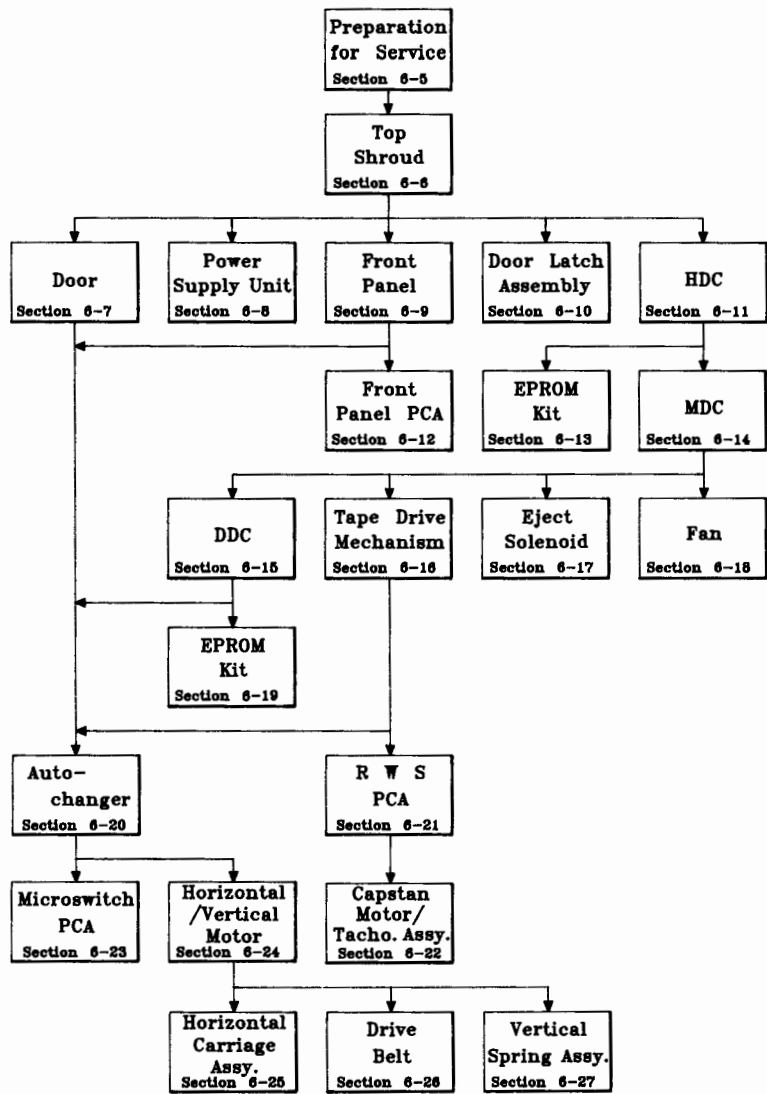 Preparation
for Service
Section 6-5
Top
Shroud
Section 6-6
Door
Section 6-7
Power
Supply Unit
Section 6-8
Front
Panel
Section 6-9
Door Latch
Assembly
Section 6-10
HDC
Section 6-11
Front
Panel PCA
Section 6-12
EPROM
Kit
Section 6-13
MDC
Section 6-14
DDC
Section 6-15
Tape Drive
Mechanism
Section 6-16
Eject
Solenoid
Section 6-17
Fan
Section 6-18
EPROM
Kit
Section 6-19
Auto-
changer
Section 6-20
R W S
PCA
Section 6-21
Microswitch
PCA
Section 6-23
Horizontal
/Vertical
Motor
Section 6-24
Capstan
Motor/
Tacho. Assy.
Section 6-22
Horizontal
Carriage
Assy.
Section 6-25
Drive
Belt
Section 6-26
Vertical
Spring Assy.
Section 6-27